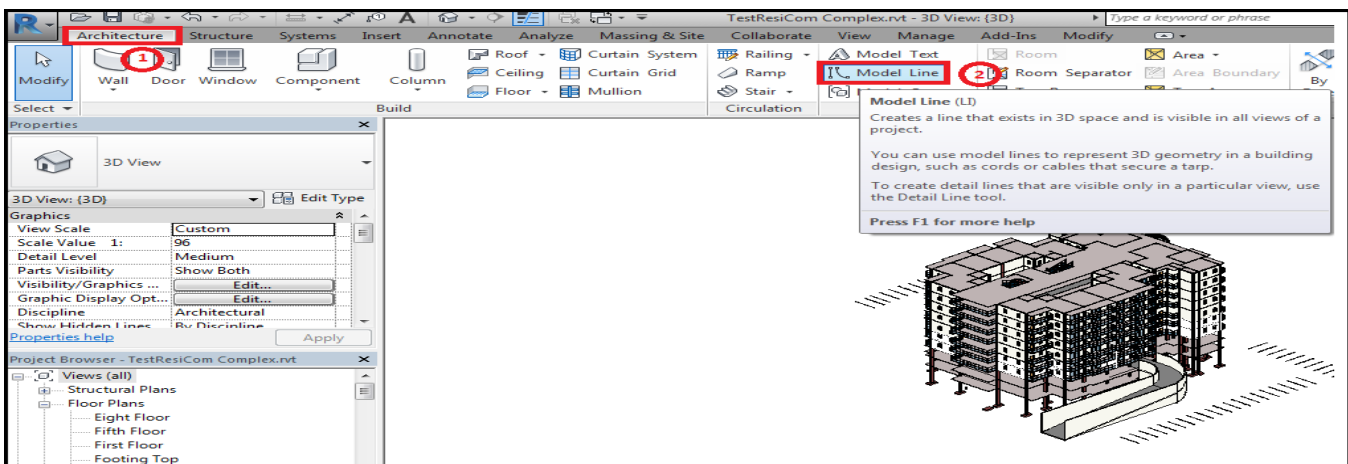 TestResiCom Complex.rvt - 3D View: {3D}
Type a keyword or phrase
Architecture Structure Systems Insert Annotate Analyze Massing & Site Collaborate View Manage Add-Ins Modify
1
Modify
Wall Door Window Component Column
Roof Curtain System
Ceiling Curtain Grid
Floor Mullion
Railing
Ramp
Stair
Model Text
Model Line
2
Room
Room Separator
Area
Area Boundary
By
Select Build Circulation
Model Line (LI)
Creates a line that exists in 3D space and is visible in all views of a
project.
You can use model lines to represent 3D geometry in a building
design, such as cords or cables that secure a tarp.
To create detail lines that are visible only in a particular view, use
the Detail Line tool.
Press F1 for more help
Properties
3D View
3D View: {3D} Edit Type
Graphics
View Scale Custom
Scale Value 1: 96
Detail Level Medium
Parts Visibility Show Both
Visibility/Graphics ... Edit...
Graphic Display Opt... Edit...
Discipline Architectural
Show Hidden Lines By Discipline
Properties help Apply
Project Browser - TestResiCom Complex.rvt
Views (all)
Structural Plans
Floor Plans
Eight Floor
Fifth Floor
First Floor
Footing Top